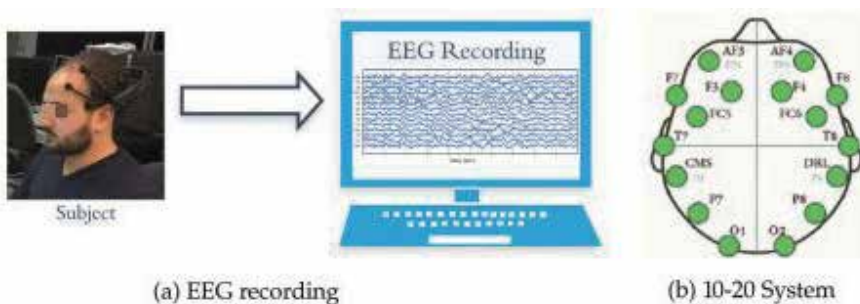 EEG Recording
Subject
AF3 AF4
F7 F3 F4 F8
FC5 FC6
T7 T8
CMS DRL
P7 P8
O1 O2
(a) EEG recording
(b) 10-20 System